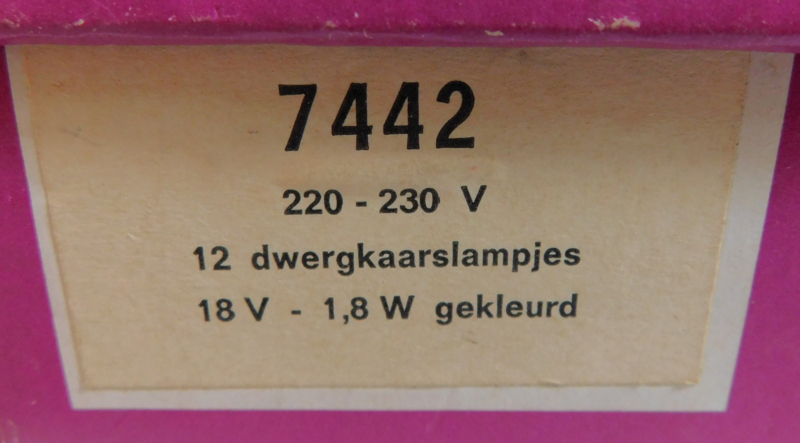 7442
220 - 230 V
12 dwergkaarslampjes
18 V - 1,8 W gekleurd